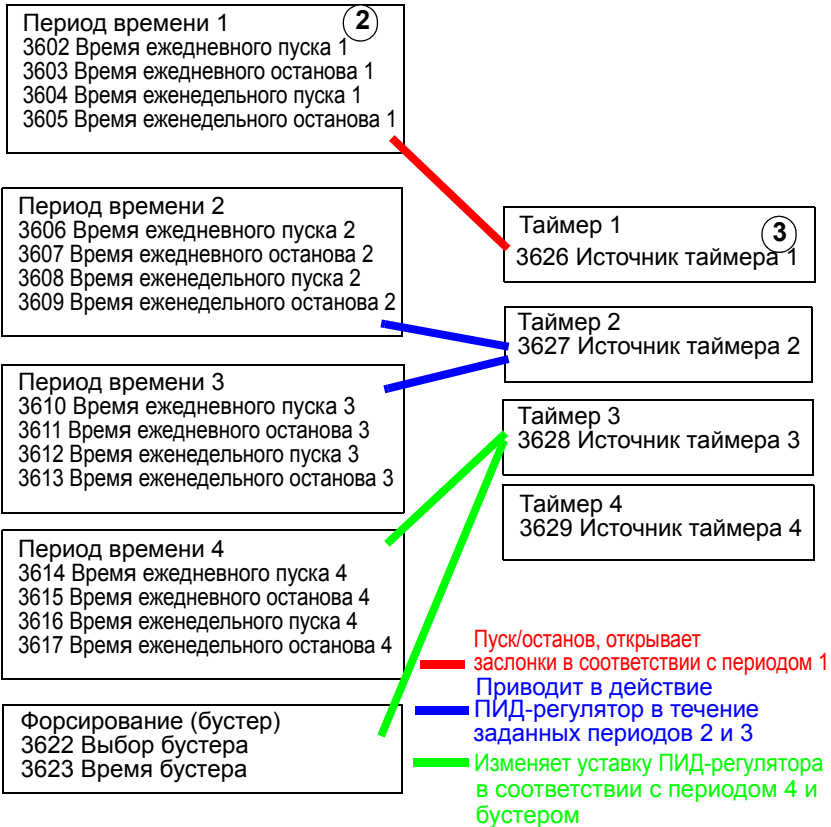 Период времени 1
2
3602 Время ежедневного пуска 1
3603 Время ежедневного останова 1
3604 Время еженедельного пуска 1
3605 Время еженедельного останова 1
Период времени 2
3606 Время ежедневного пуска 2
3607 Время ежедневного останова 2
3608 Время еженедельного пуска 2
3609 Время еженедельного останова 2
Период времени 3
3610 Время ежедневного пуска 3
3611 Время ежедневного останова 3
3612 Время еженедельного пуска 3
3613 Время еженедельного останова 3
Период времени 4
3614 Время ежедневного пуска 4
3615 Время ежедневного останова 4
3616 Время еженедельного пуска 4
3617 Время еженедельного останова 4
Форсирование (бустер)
3622 Выбор бустера
3623 Время бустера
Таймер 1
3
3626 Источник таймера 1
Таймер 2
3627 Источник таймера 2
Таймер 3
3628 Источник таймера 3
Таймер 4
3629 Источник таймера 4
Пуск/останов, открывает
заслонки в соответствии с периодом 1
Приводит в действие
ПИД-регулятор в течение
заданных периодов 2 и 3
Изменяет уставку ПИД-регулятора
в соответствии с периодом 4 и
бустером